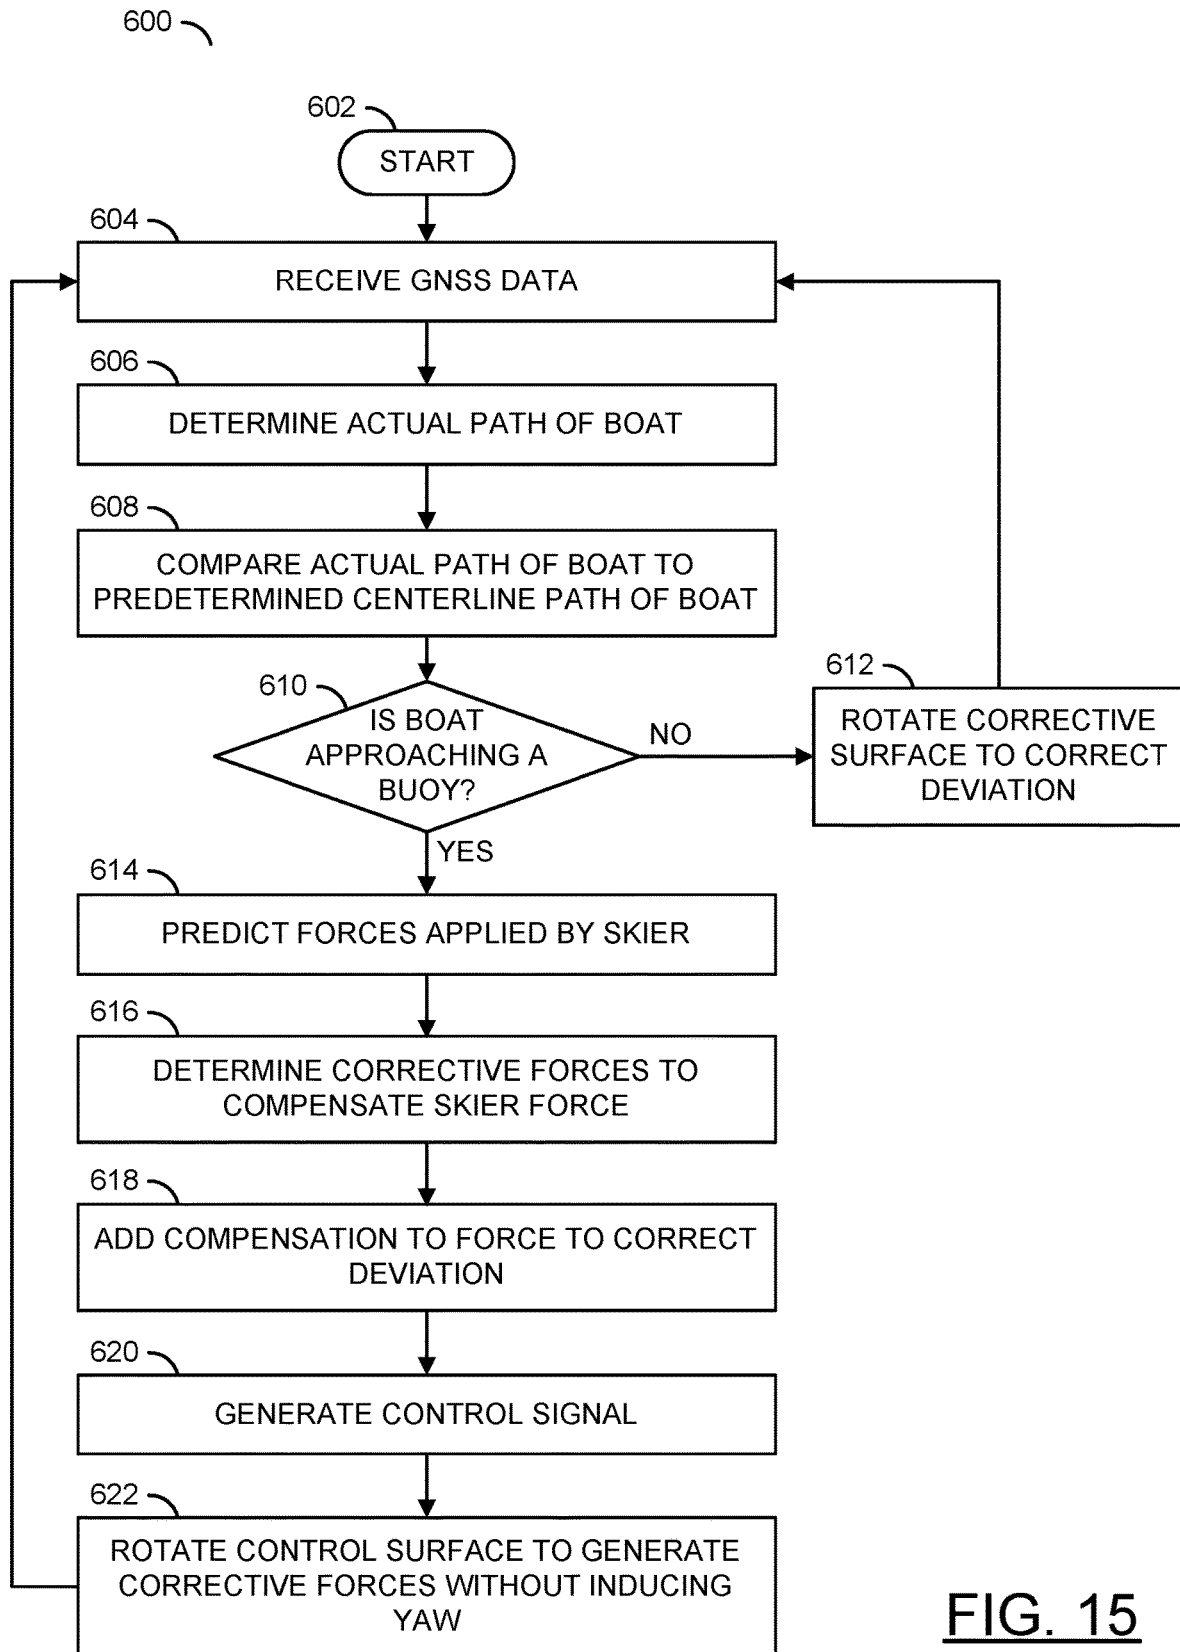 600
602
START
604
RECEIVE GNSS DATA
606
DETERMINE ACTUAL PATH OF BOAT
608
COMPARE ACTUAL PATH OF BOAT TO
PREDETERMINED CENTERLINE PATH OF BOAT
610
IS BOAT
APPROACHING A
BUOY?
NO
612
ROTATE CORRECTIVE
SURFACE TO CORRECT
DEVIATION
YES
614
PREDICT FORCES APPLIED BY SKIER
616
DETERMINE CORRECTIVE FORCES TO
COMPENSATE SKIER FORCE
618
ADD COMPENSATION TO FORCE TO CORRECT
DEVIATION
620
GENERATE CONTROL SIGNAL
622
ROTATE CONTROL SURFACE TO GENERATE
CORRECTIVE FORCES WITHOUT INDUCING
YAW
FIG. 15